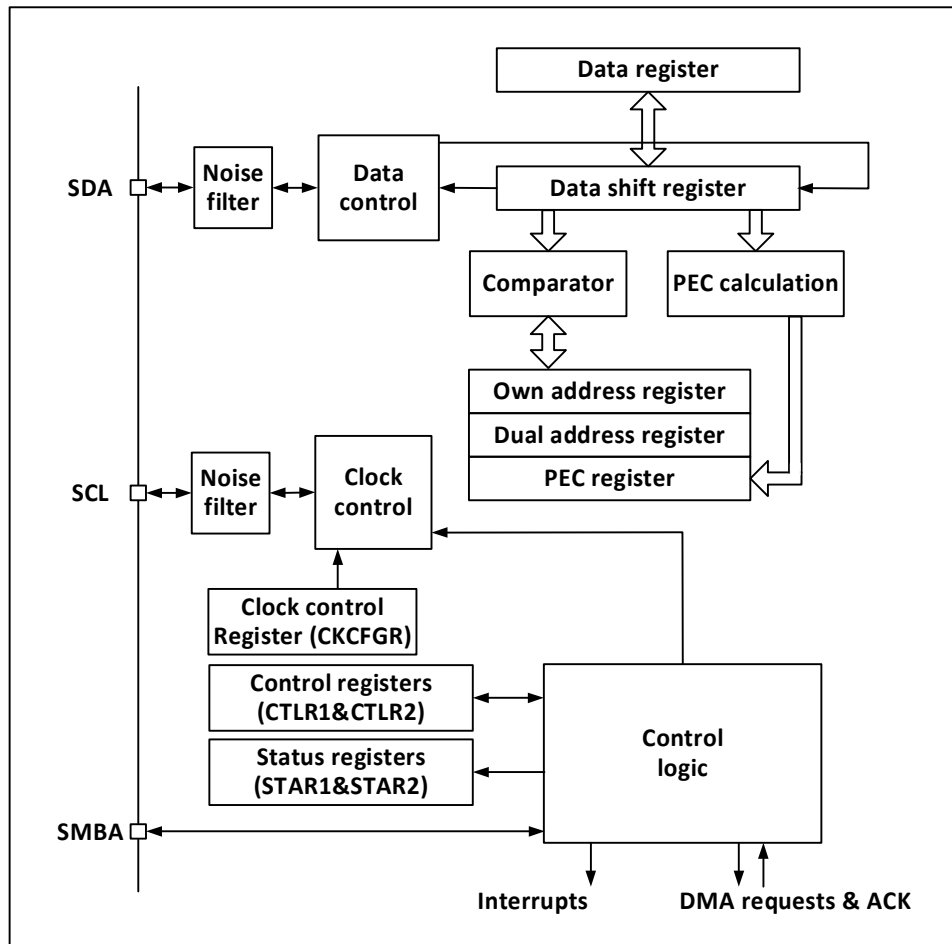 Data register
SDA
Noise
filter
Data
control
Data shift register
Comparator
PEC calculation
Own address register
Dual address register
PEC register
SCL
Noise
filter
Clock
control
Clock control
Register (CKCFGR)
Control registers
(CTLR1&CTLR2)
Status registers
(STAR1&STAR2)
Control
logic
SMBA
Interrupts
DMA requests & ACK